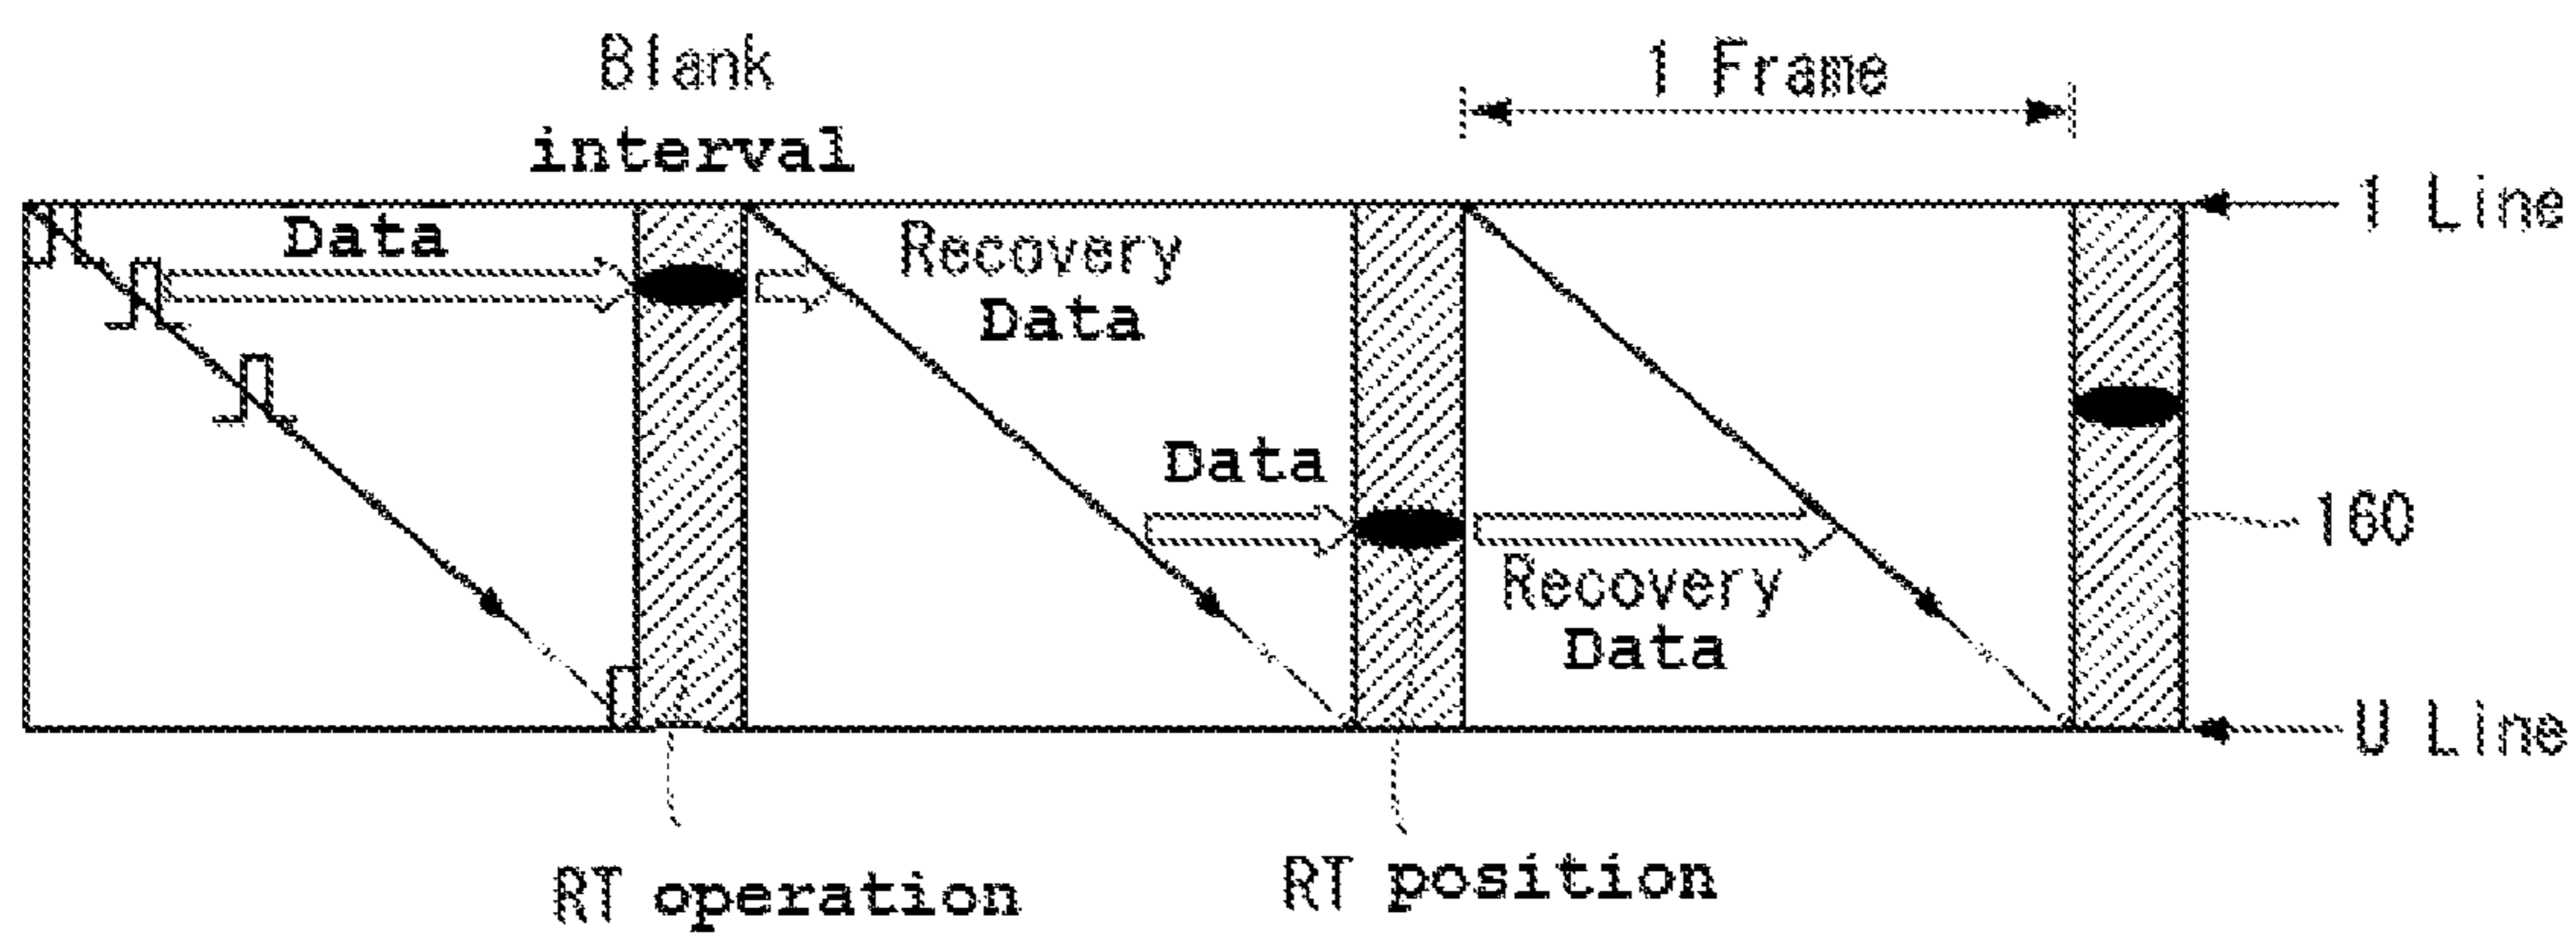 Blank
interval
1 Frame
1 Line
Data
Recovery
Data
Data
160
Recovery
Data
U Line
RT operation
RT position